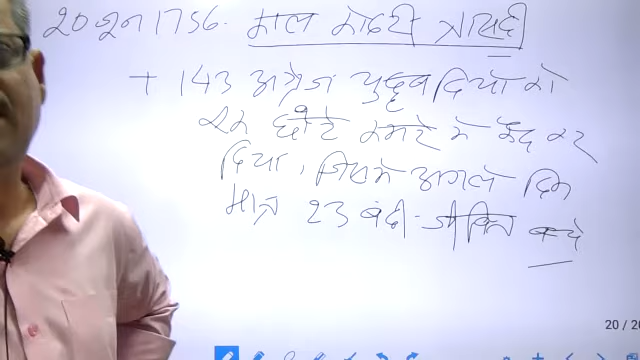 20 जून 1756. काल कोठरी त्रासदी
+ 143 अंग्रेज युद्धबंदियों को
एक छोटे कमरे में कैद कर
दिया, जिसमें अगले दिन
मात्र 23 बंदी जीवित बचे
20 / 20